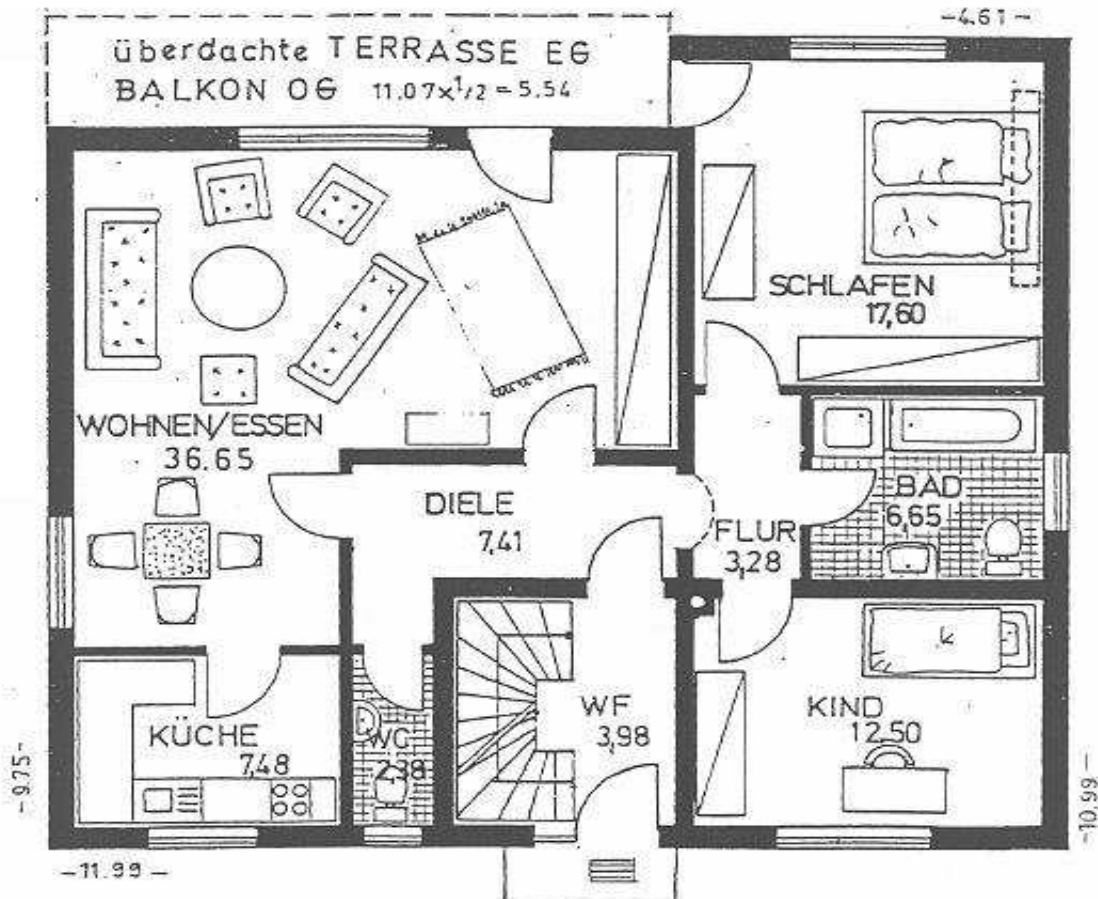 -4.61-
überdachte TERRASSE EG
BALKON OG 11.07x1/2 = 5.54
SCHLAFEN
17,60
WOHNEN/ESSEN
36.65
DIELE
7,41
BAD
6,65
FLUR
3,28
KÜCHE
7,48
WC
2,38
WF
3,98
KIND
12.50
-9.75-
-10.99-
-11.99-